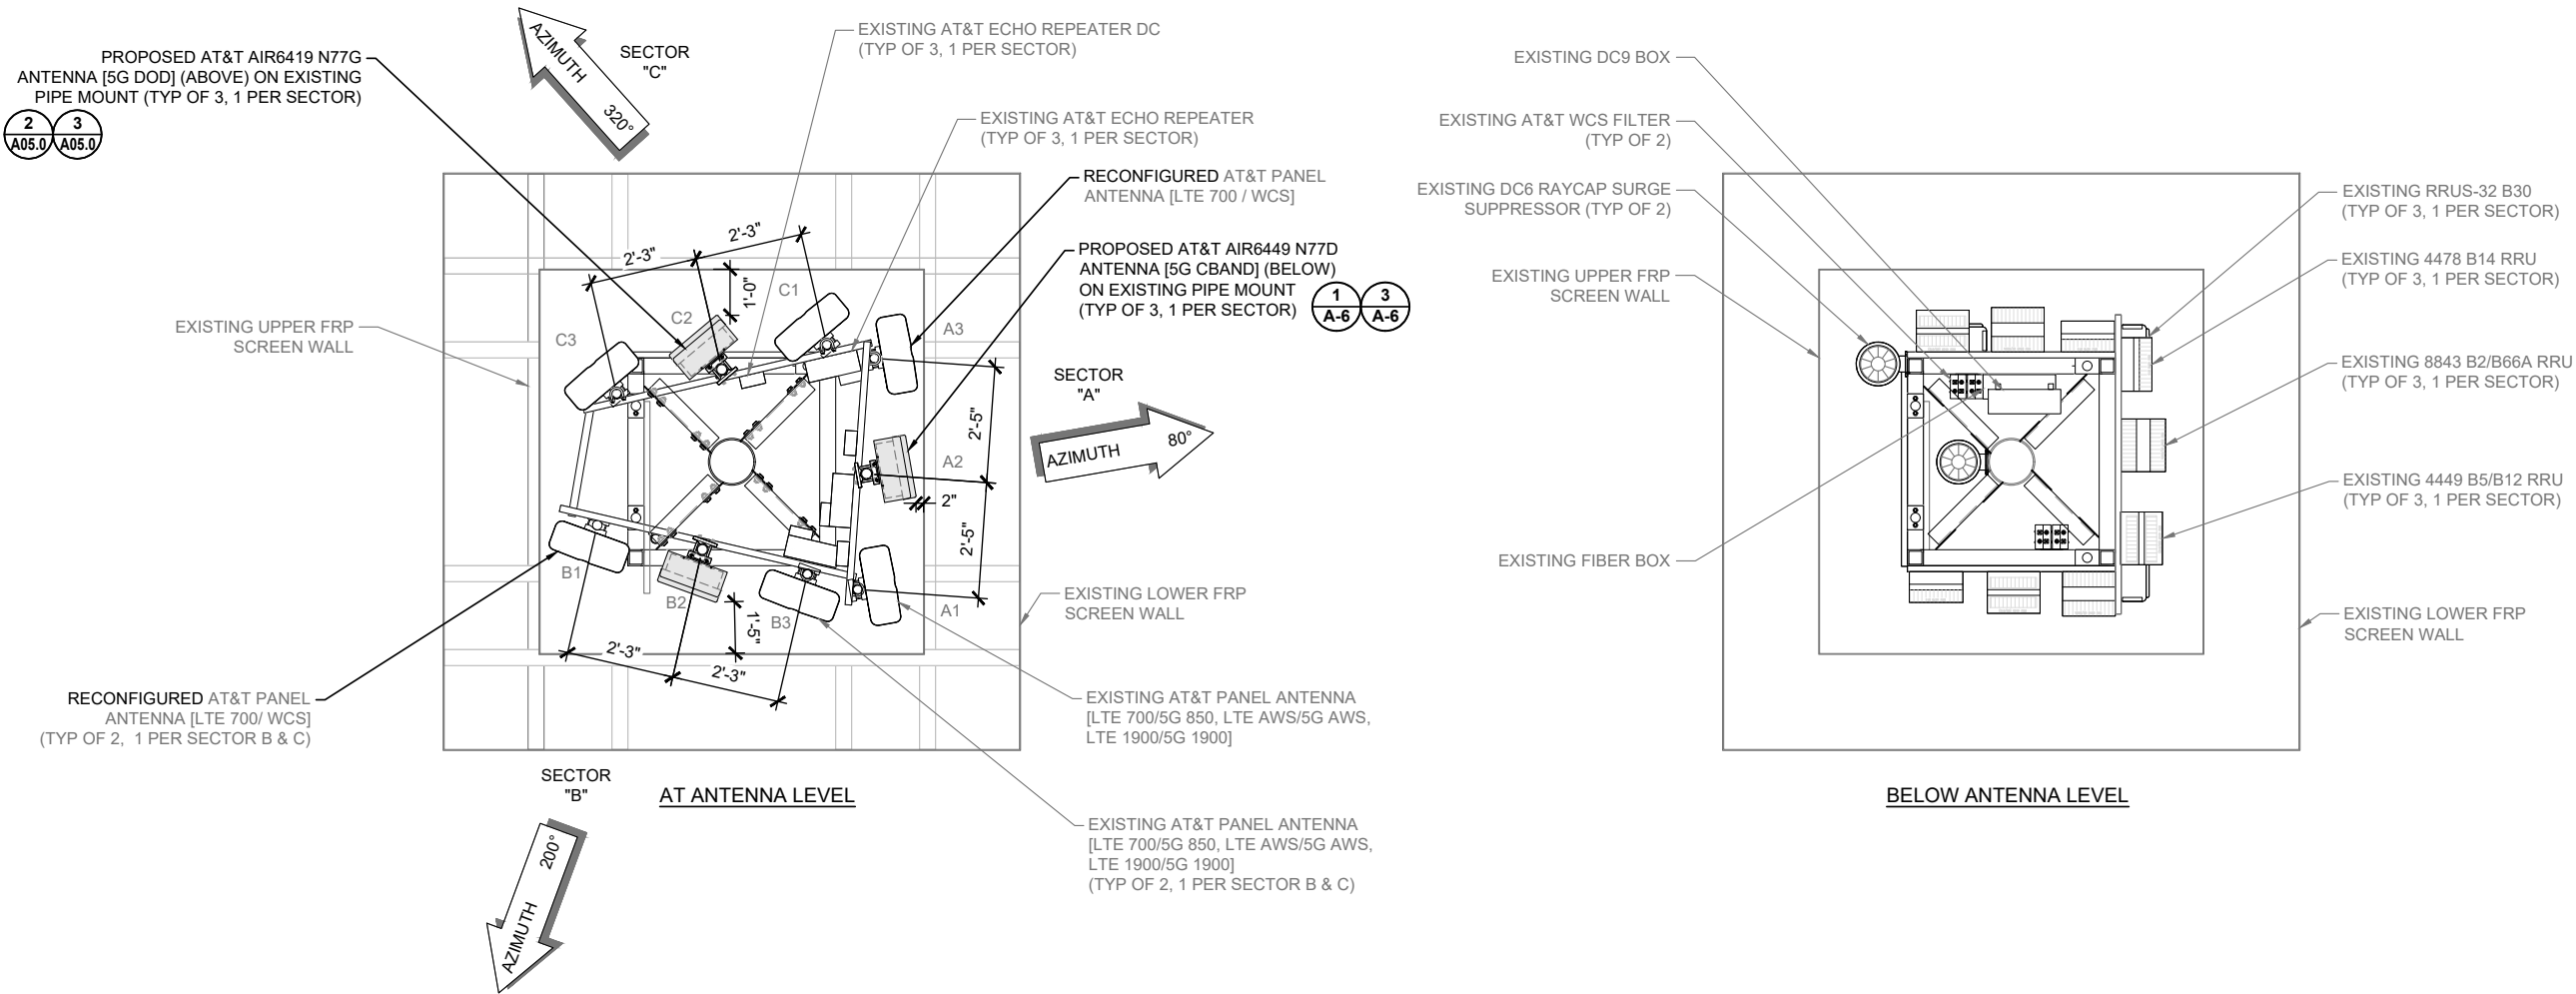 PROPOSED AT&T AIR6419 N77G
ANTENNA [5G DOD] (ABOVE) ON EXISTING
PIPE MOUNT (TYP OF 3, 1 PER SECTOR)
2
A05.0
3
A05.0
AZIMUTH 320°
SECTOR
"C"
EXISTING AT&T ECHO REPEATER DC
(TYP OF 3, 1 PER SECTOR)
EXISTING AT&T ECHO REPEATER
(TYP OF 3, 1 PER SECTOR)
RECONFIGURED AT&T PANEL
ANTENNA [LTE 700 / WCS]
PROPOSED AT&T AIR6449 N77D
ANTENNA [5G CBAND] (BELOW)
ON EXISTING PIPE MOUNT
(TYP OF 3, 1 PER SECTOR)
1
A-6
3
A-6
EXISTING UPPER FRP
SCREEN WALL
2'-3"
2'-3"
1'-0"
C1
C2
C3
A3
A2
A1
2'-5"
2'-5"
2"
SECTOR
"A"
AZIMUTH 80°
B1
B2
B3
1'-5"
2'-3"
2'-3"
EXISTING LOWER FRP
SCREEN WALL
RECONFIGURED AT&T PANEL
ANTENNA [LTE 700/ WCS]
(TYP OF 2, 1 PER SECTOR B & C)
EXISTING AT&T PANEL ANTENNA
[LTE 700/5G 850, LTE AWS/5G AWS,
LTE 1900/5G 1900]
SECTOR
"B"
AZIMUTH 200°
AT ANTENNA LEVEL
EXISTING AT&T PANEL ANTENNA
[LTE 700/5G 850, LTE AWS/5G AWS,
LTE 1900/5G 1900]
(TYP OF 2, 1 PER SECTOR B & C)
EXISTING DC9 BOX
EXISTING AT&T WCS FILTER
(TYP OF 2)
EXISTING DC6 RAYCAP SURGE
SUPPRESSOR (TYP OF 2)
EXISTING UPPER FRP
SCREEN WALL
EXISTING FIBER BOX
EXISTING RRUS-32 B30
(TYP OF 3, 1 PER SECTOR)
EXISTING 4478 B14 RRU
(TYP OF 3, 1 PER SECTOR)
EXISTING 8843 B2/B66A RRU
(TYP OF 3, 1 PER SECTOR)
EXISTING 4449 B5/B12 RRU
(TYP OF 3, 1 PER SECTOR)
EXISTING LOWER FRP
SCREEN WALL
BELOW ANTENNA LEVEL